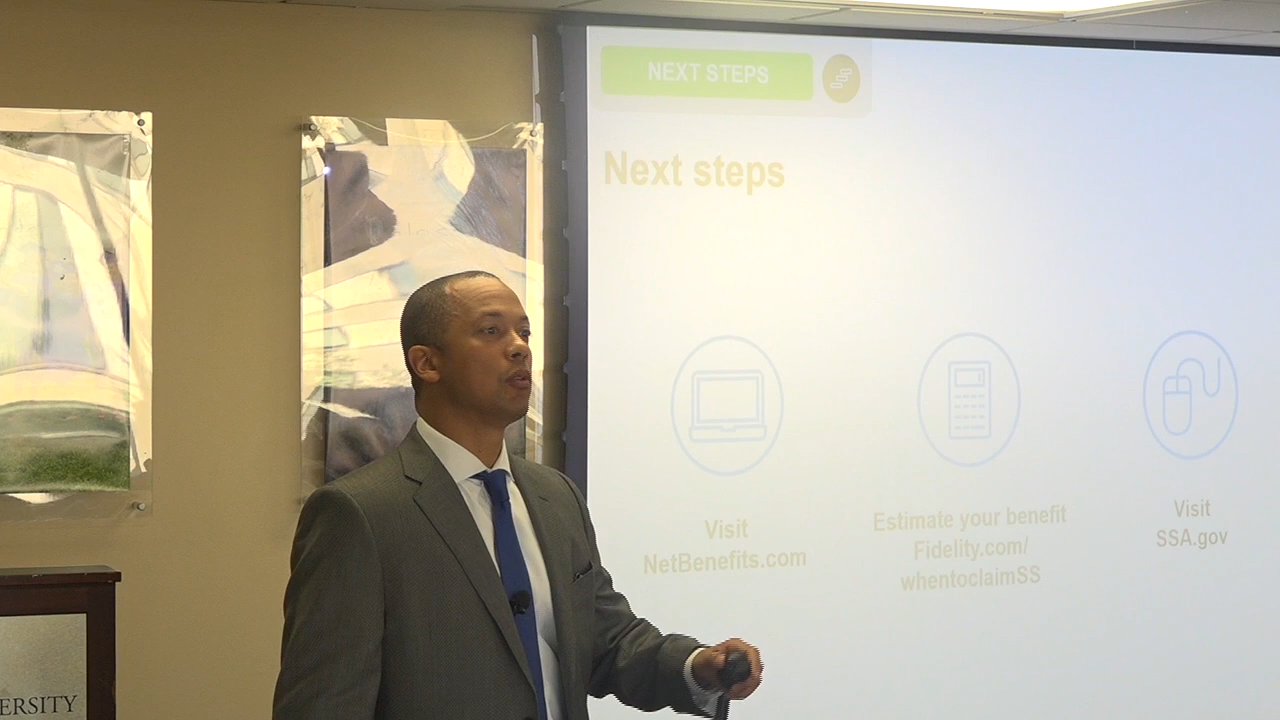 NEXT STEPS
Next steps
Visit
NetBenefits.com
Estimate your benefit
Fidelity.com/
whentoclaimSS
Visit
SSA.gov
ERSITY